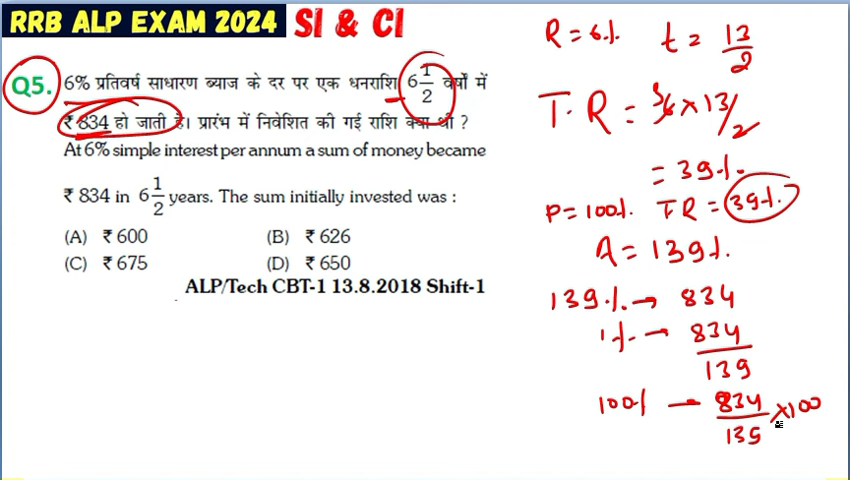 RRB ALP EXAM 2024 SI & CI
Q5. 6% प्रतिवर्ष साधारण ब्याज के दर पर एक धनराशि 6 1/2 वर्षों में
₹ 834 हो जाती है। प्रारंभ में निवेशित की गई राशि क्या थी ?
At 6% simple interest per annum a sum of money became
₹ 834 in 6 1/2 years. The sum initially invested was :
(A) ₹ 600 (B) ₹ 626
(C) ₹ 675 (D) ₹ 650
ALP/Tech CBT-1 13.8.2018 Shift-1
R = 6% t = 13/2
T.R = 6 × 13/2
= 39%
P = 100% TR = 39%
A = 139%
139% → 834
1% → 834/139
100% → 834/139 × 100